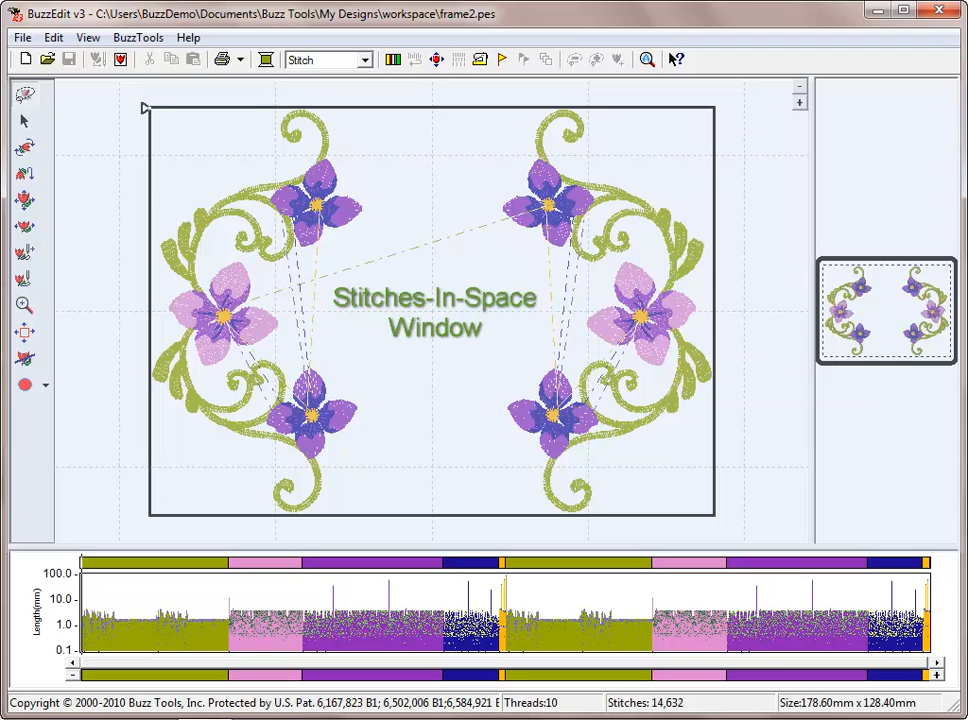 BuzzEdit v3 - C:\Users\BuzzDemo\Documents\Buzz Tools\My Designs\workspace\frame2.pes
File Edit View BuzzTools Help
Stitch
Stitches-In-Space
Window
100.0
10.0
1.0
0.1
Length(mm)
Copyright © 2000-2010 Buzz Tools, Inc. Protected by U.S. Pat. 6,167,823 B1; 6,502,006 B1;6,584,921 E Threads:10 Stitches: 14,632 Size:178.60mm x 128.40mm